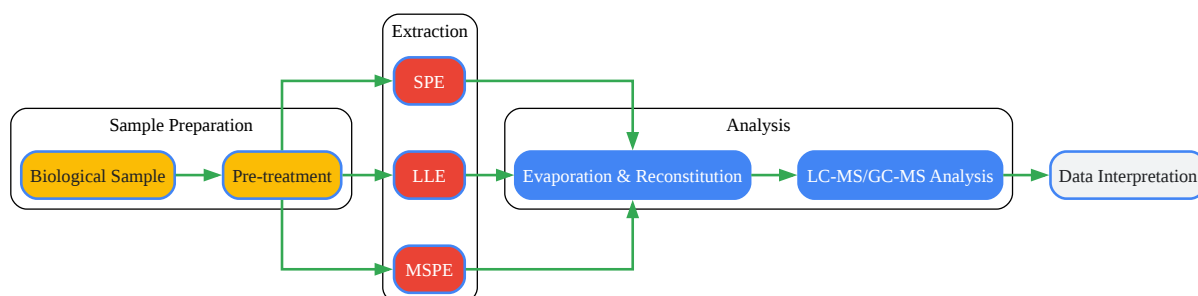 Extraction
SPE
Sample Preparation
Analysis
Biological Sample
Pre-treatment
LLE
Evaporation & Reconstitution
LC-MS/GC-MS Analysis
Data Interpretation
MSPE